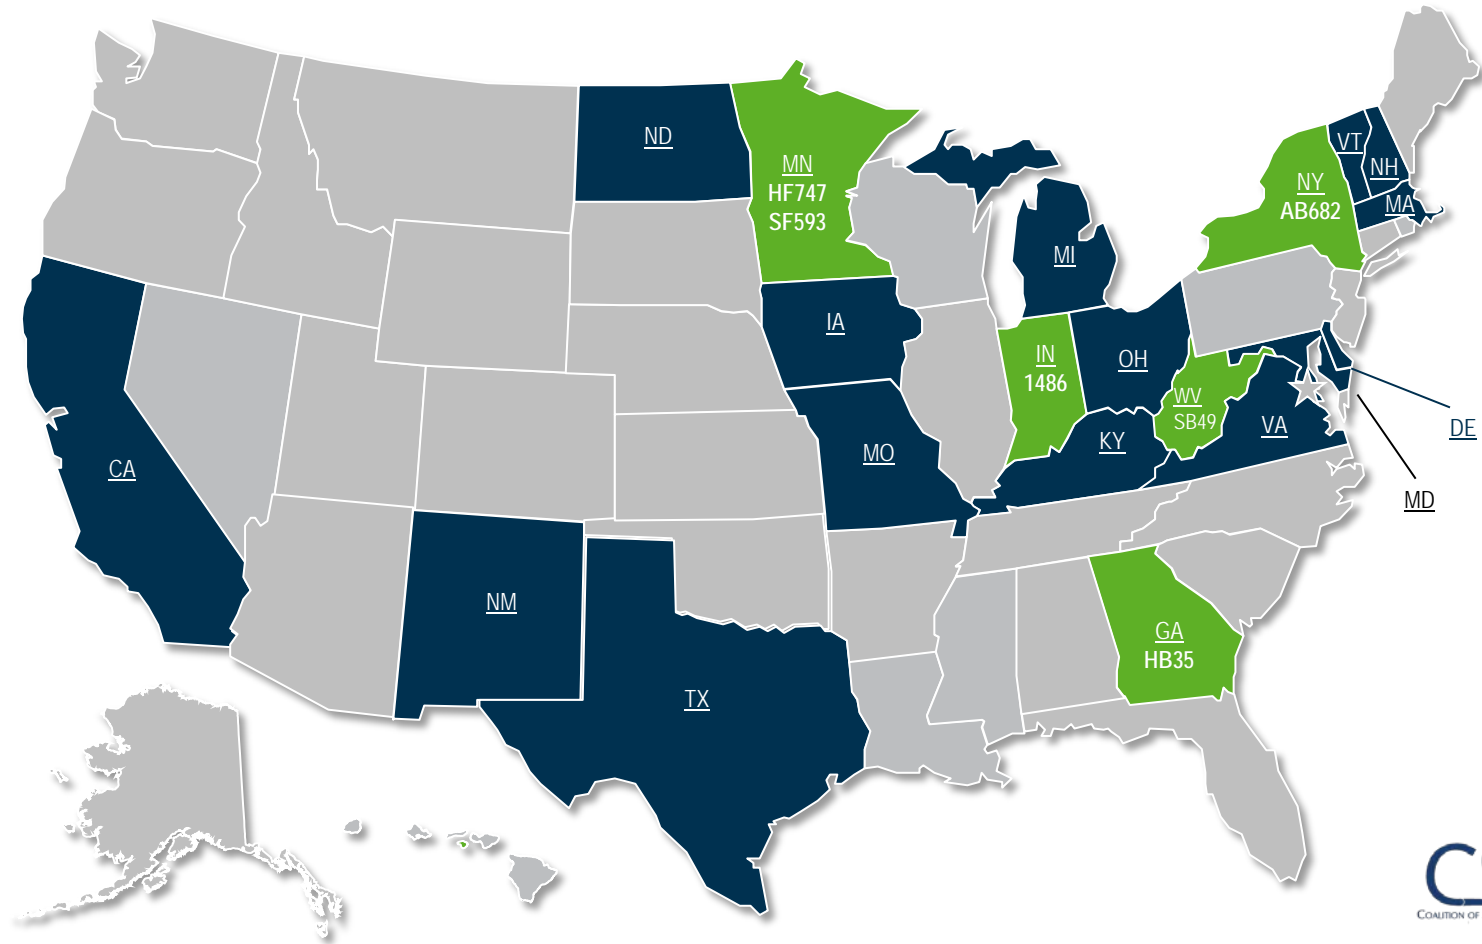 ND
MN
HF747
SF593
VT
NH
NY
AB682
MA
MI
IA
IN
1486
OH
WV
SB49
VA
DE
KY
MO
CA
MD
NM
GA
HB35
TX
COALITION OF